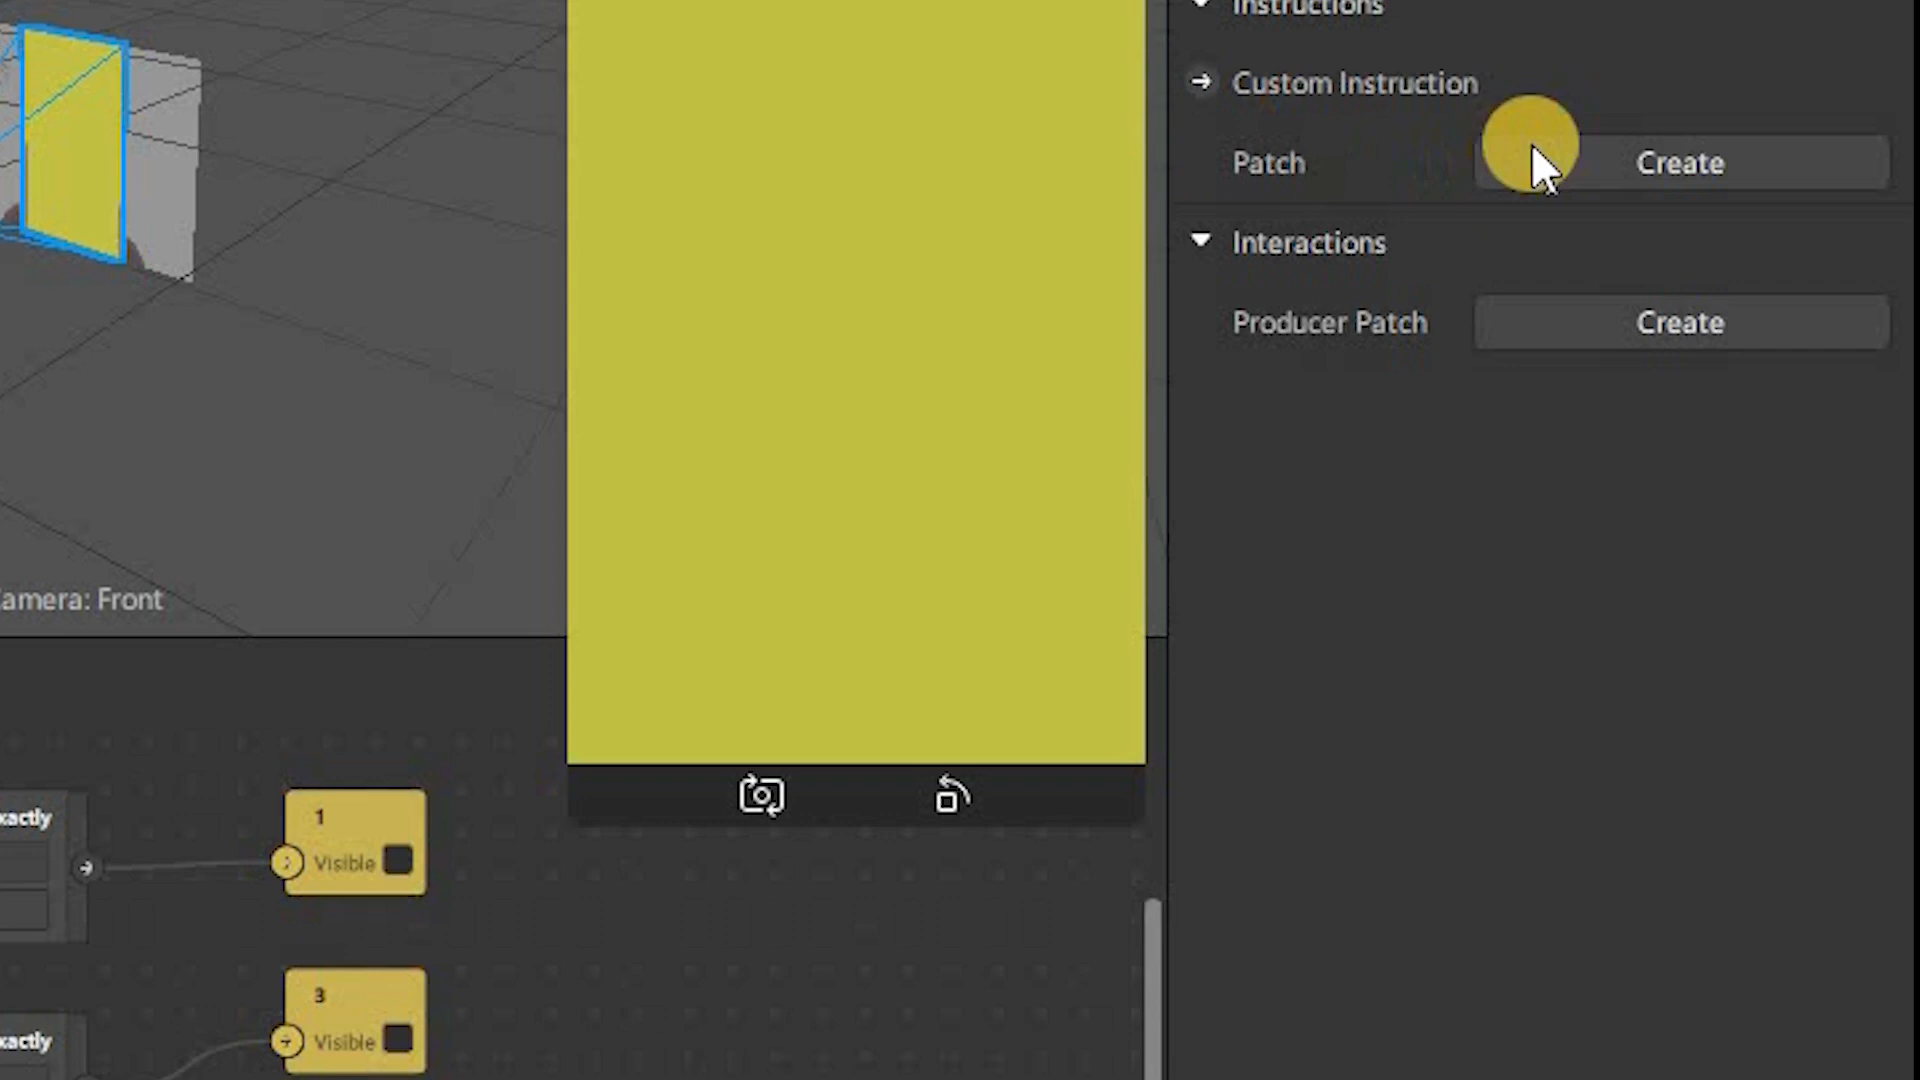 Instructions
Custom Instruction
Patch
Create
Interactions
Producer Patch
Create
amera: Front
xactly
1
Visible
3
xactly
Visible